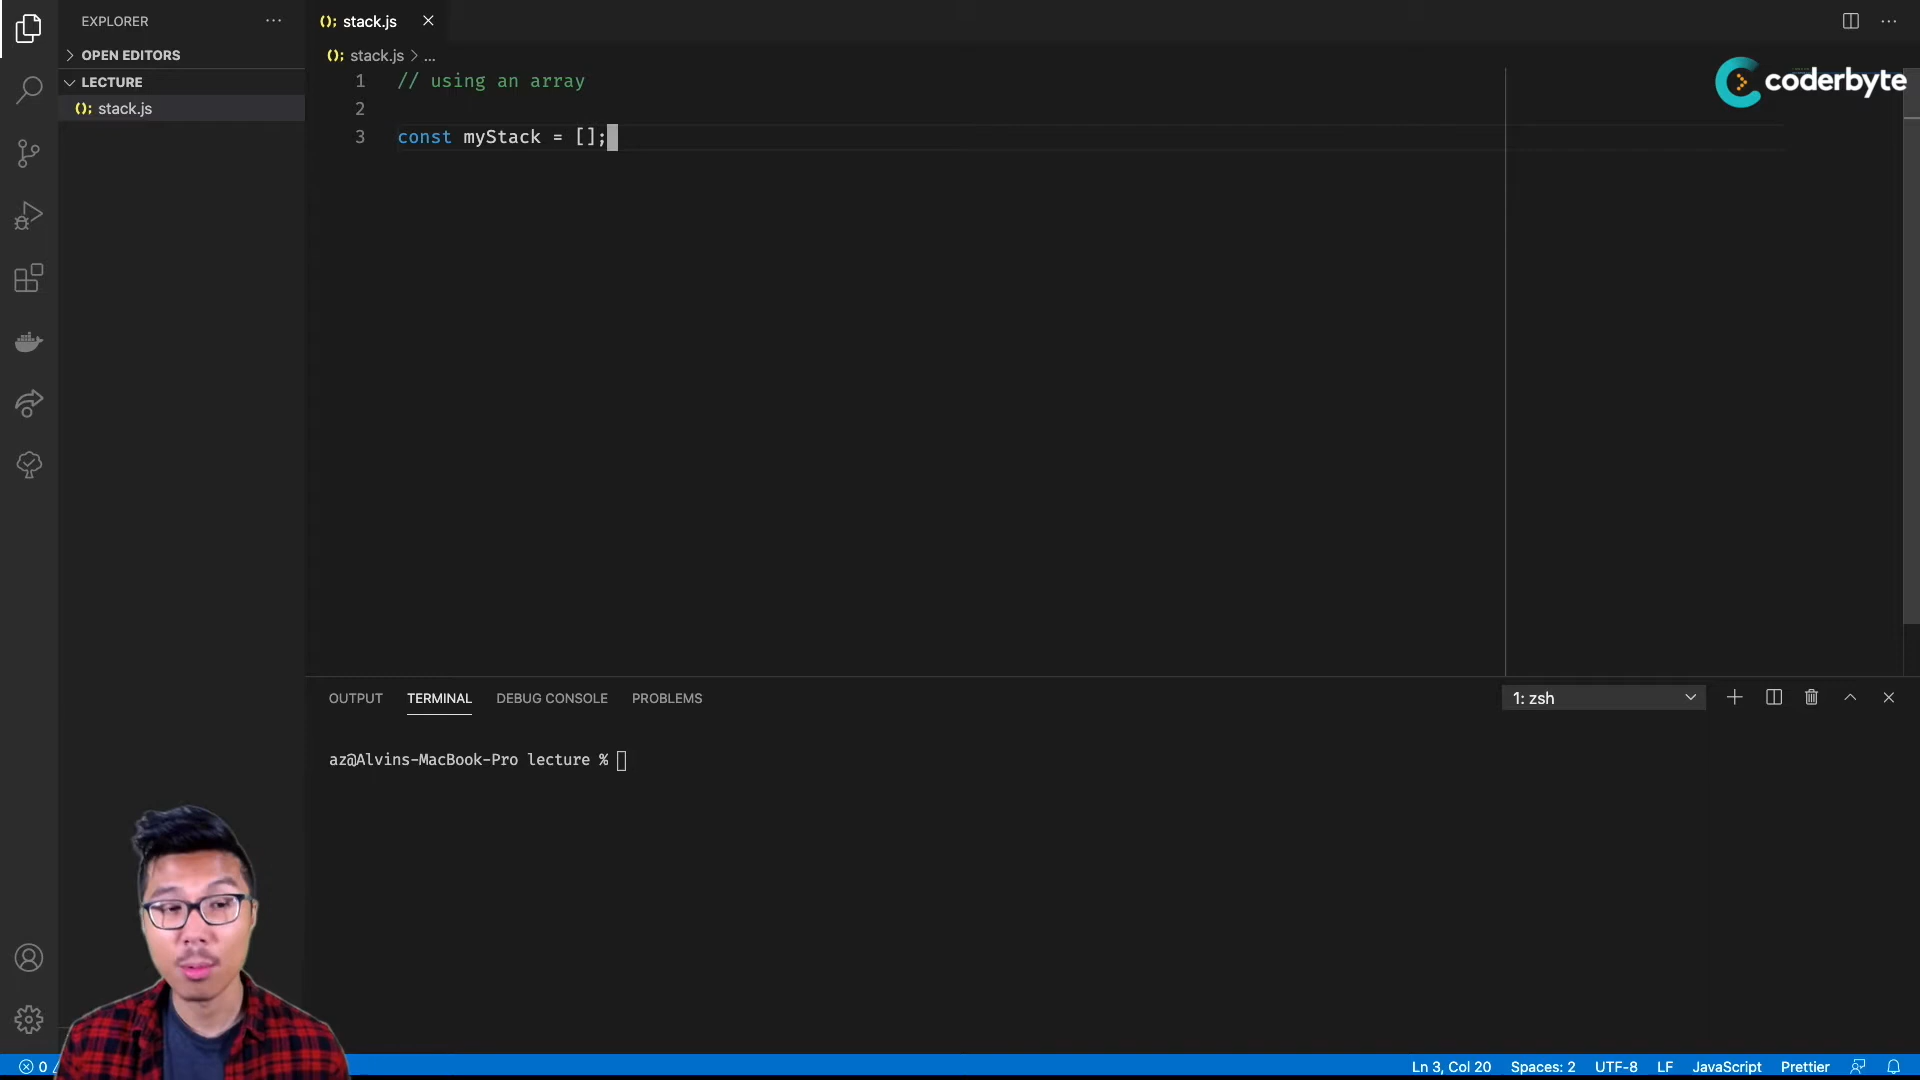 EXPLORER
OPEN EDITORS
LECTURE
stack.js
stack.js
stack.js > ...
1 // using an array
2
3 const myStack = [];
coderbyte
OUTPUT TERMINAL DEBUG CONSOLE PROBLEMS
1: zsh
az@Alvins-MacBook-Pro lecture %
0
Ln 3, Col 20 Spaces: 2 UTF-8 LF JavaScript Prettier